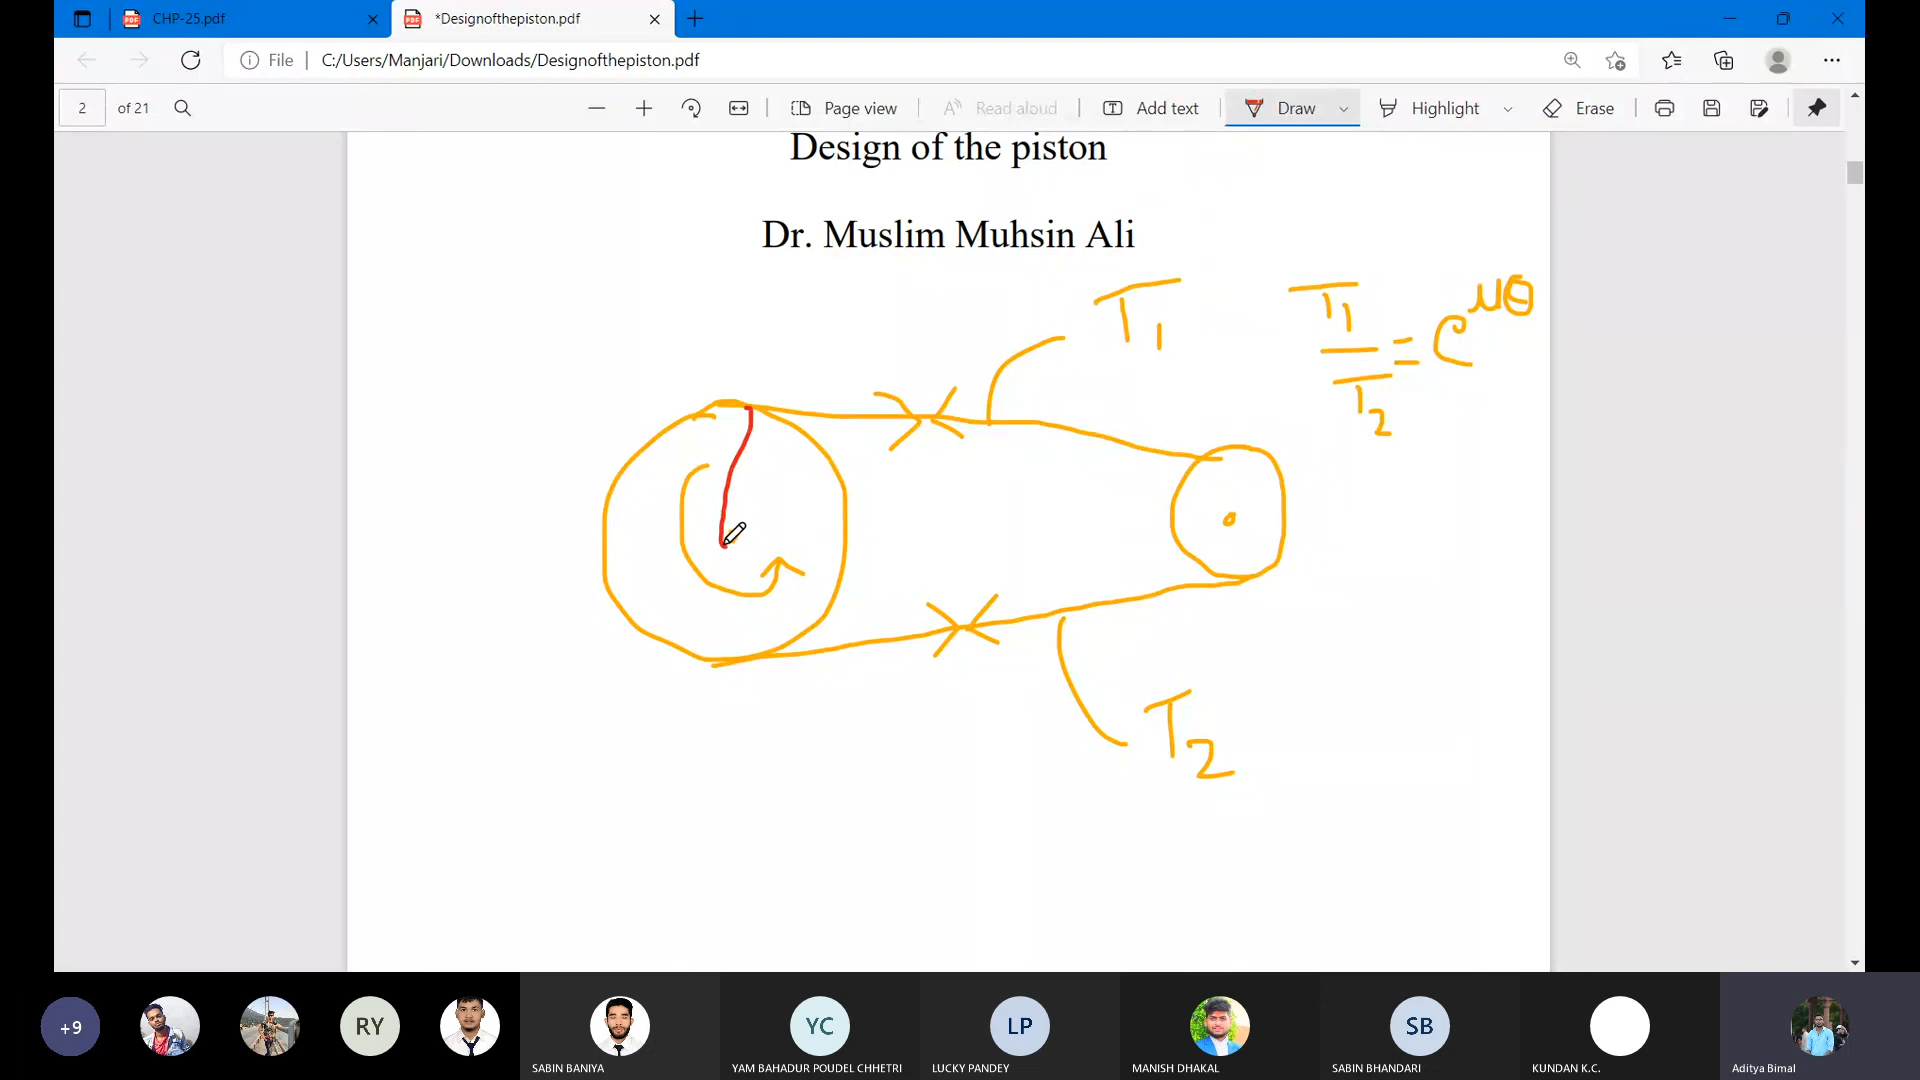 CHP-25.pdf
*Designofthepiston.pdf
File
C:/Users/Manjari/Downloads/Designofthepiston.pdf
2 of 21
Page view
Read aloud
Add text
Draw
Highlight
Erase
Design of the piston
Dr. Muslim Muhsin Ali
T₁
T₁/T₂ = e^μθ
T₂
+9
RY
YC
LP
SB
SABIN BANIYA
YAM BAHADUR POUDEL CHHETRI
LUCKY PANDEY
MANISH DHAKAL
SABIN BHANDARI
KUNDAN K.C.
Aditya Bimal